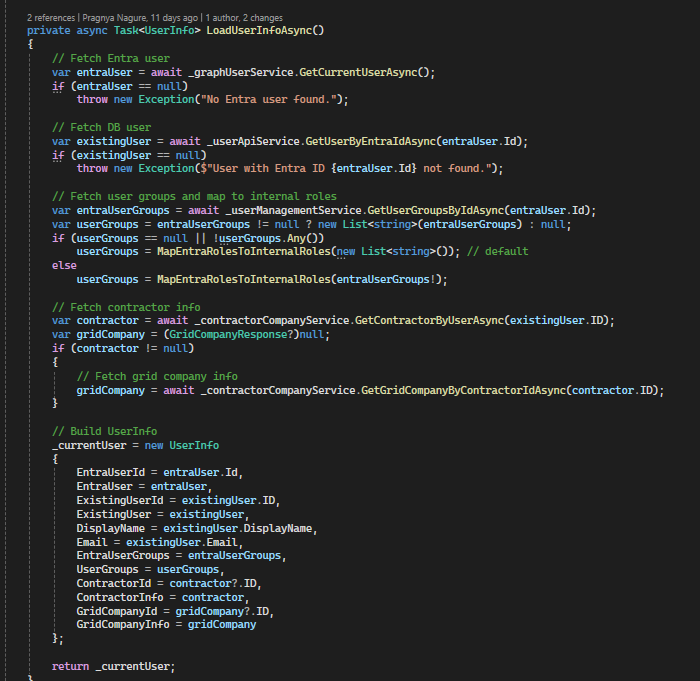 2 references | Pragnya Nagure, 11 days ago | 1 author, 2 changes
private async Task<UserInfo> LoadUserInfoAsync()
{
// Fetch Entra user
var entraUser = await _graphUserService.GetCurrentUserAsync();
if (entraUser == null)
throw new Exception("No Entra user found.");
// Fetch DB user
var existingUser = await _userApiService.GetUserByEntraIdAsync(entraUser.Id);
if (existingUser == null)
throw new Exception($"User with Entra ID {entraUser.Id} not found.");
// Fetch user groups and map to internal roles
var entraUserGroups = await _userManagementService.GetUserGroupsByIdAsync(entraUser.Id);
var userGroups = entraUserGroups != null ? new List<string>(entraUserGroups) : null;
if (userGroups == null || !userGroups.Any())
userGroups = MapEntraRolesToInternalRoles(new List<string>()); // default
else
userGroups = MapEntraRolesToInternalRoles(entraUserGroups!);
// Fetch contractor info
var contractor = await _contractorCompanyService.GetContractorByUserAsync(existingUser.ID);
var gridCompany = (GridCompanyResponse?)null;
if (contractor != null)
{
// Fetch grid company info
gridCompany = await _contractorCompanyService.GetGridCompanyByContractorIdAsync(contractor.ID);
}
// Build UserInfo
_currentUser = new UserInfo
{
EntraUserId = entraUser.Id,
EntraUser = entraUser,
ExistingUserId = existingUser.ID,
ExistingUser = existingUser,
DisplayName = existingUser.DisplayName,
Email = existingUser.Email,
EntraUserGroups = entraUserGroups,
UserGroups = userGroups,
ContractorId = contractor?.ID,
ContractorInfo = contractor,
GridCompanyId = gridCompany?.ID,
GridCompanyInfo = gridCompany
};
return _currentUser;
}